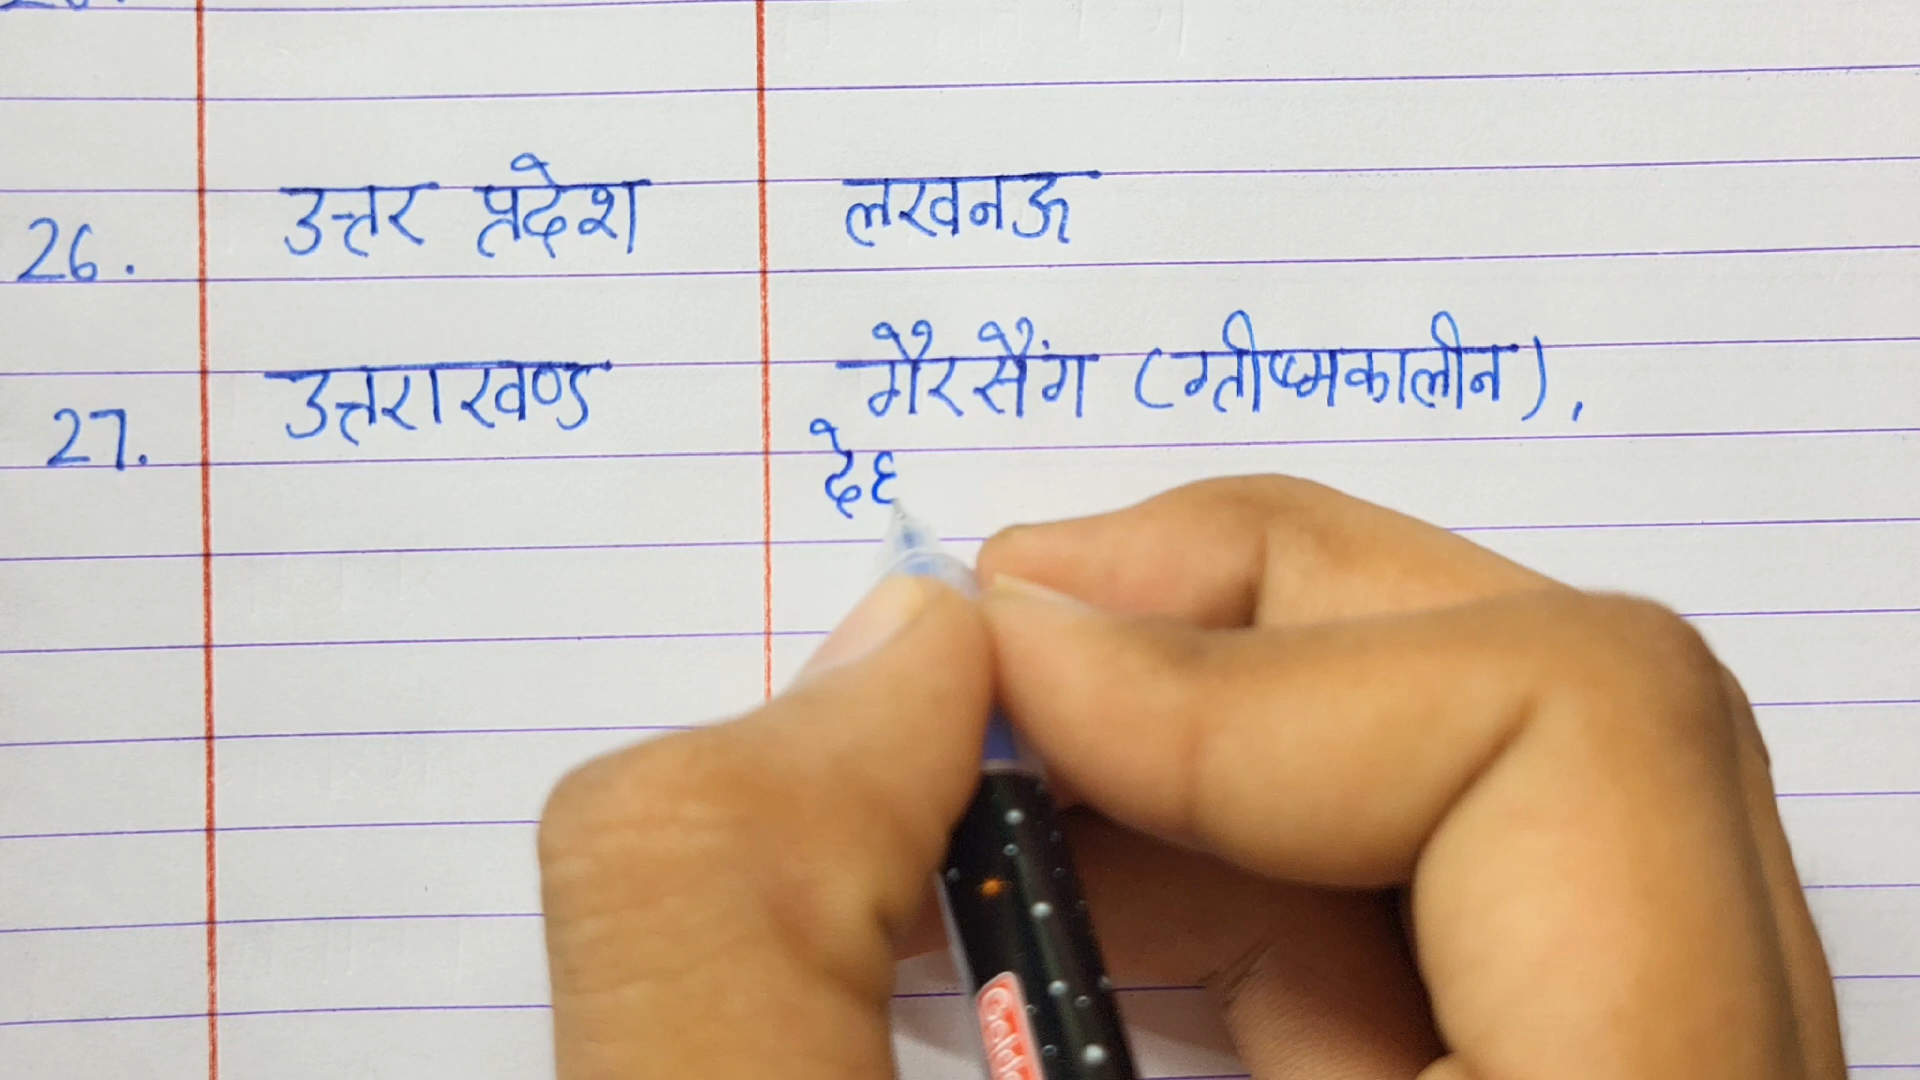 26. उत्तर प्रदेश लखनऊ
27. उत्तराखण्ड गैरसैंग (ग्रीष्मकालीन),
दे